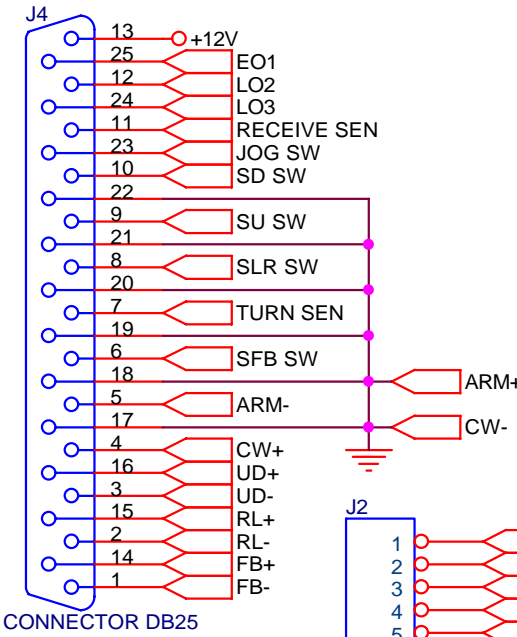 J4
13 +12V
25 EO1
12 LO2
24 LO3
11 RECEIVE SEN
23 JOG SW
10 SD SW
22
9 SU SW
21
8 SLR SW
20
7 TURN SEN
19
6 SFB SW
18 ARM+
5 ARM-
17 CW-
4 CW+
16 UD+
3 UD-
15 RL+
2 RL-
14 FB+
1 FB-
CONNECTOR DB25
J2
1
2
3
4
5